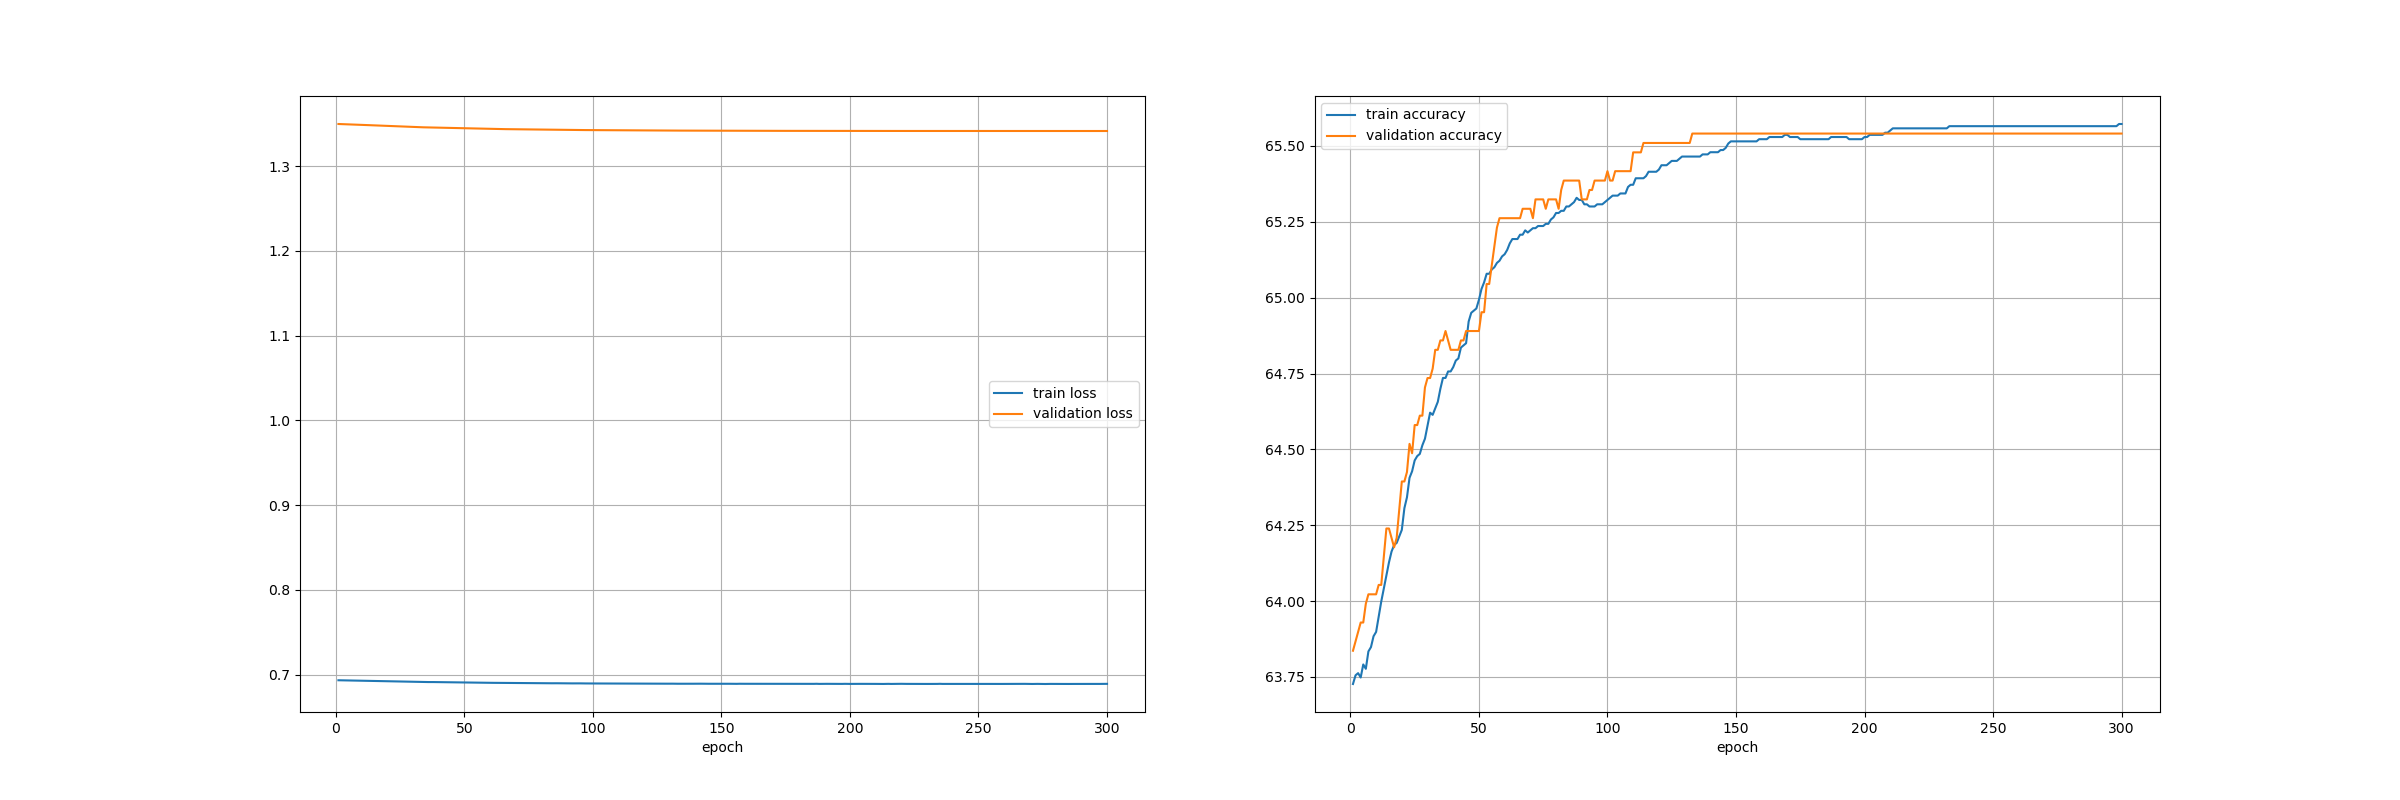 1.3
1.2
1.1
1.0
0.9
0.8
0.7
0 50 100 150 200 250 300
epoch
train loss
validation loss
train accuracy
validation accuracy
65.50
65.25
65.00
64.75
64.50
64.25
64.00
63.75
0 50 100 150 200 250 300
epoch